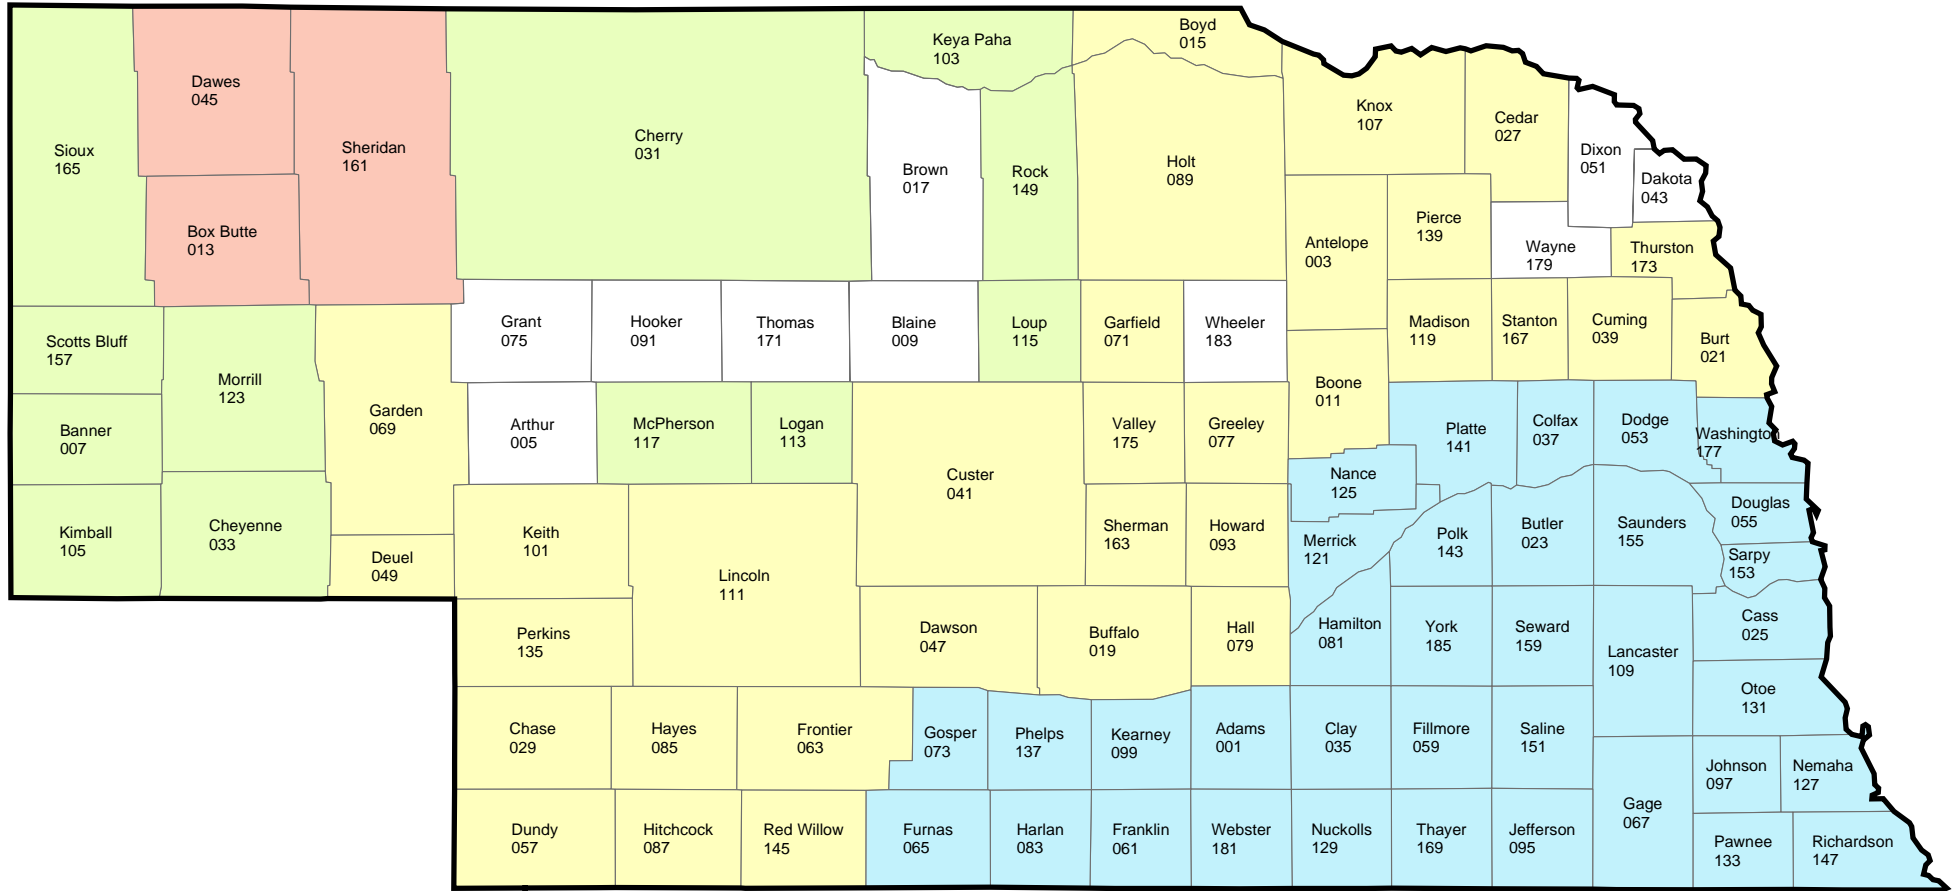 Boyd
015
Keya Paha
103
Dawes
045
Knox
107
Cedar
027
Cherry
031
Sheridan
161
Sioux
165
Dixon
051
Holt
089
Brown
017
Rock
149
Dakota
043
Pierce
139
Box Butte
013
Antelope
003
Wayne
179
Thurston
173
Grant
075
Hooker
091
Thomas
171
Blaine
009
Loup
115
Garfield
071
Wheeler
183
Madison
119
Stanton
167
Cuming
039
Scotts Bluff
157
Burt
021
Morrill
123
Boone
011
Garden
069
Banner
007
Arthur
005
McPherson
117
Logan
113
Valley
175
Greeley
077
Platte
141
Colfax
037
Dodge
053
Washington
177
Custer
041
Nance
125
Kimball
105
Cheyenne
033
Keith
101
Sherman
163
Howard
093
Merrick
121
Polk
143
Butler
023
Saunders
155
Douglas
055
Sarpy
153
Deuel
049
Lincoln
111
Perkins
135
Dawson
047
Buffalo
019
Hall
079
Hamilton
081
York
185
Seward
159
Lancaster
109
Cass
025
Otoe
131
Chase
029
Hayes
085
Frontier
063
Gosper
073
Phelps
137
Kearney
099
Adams
001
Clay
035
Fillmore
059
Saline
151
Johnson
097
Nemaha
127
Dundy
057
Hitchcock
087
Red Willow
145
Furnas
065
Harlan
083
Franklin
061
Webster
181
Nuckolls
129
Thayer
169
Jefferson
095
Gage
067
Pawnee
133
Richardson
147